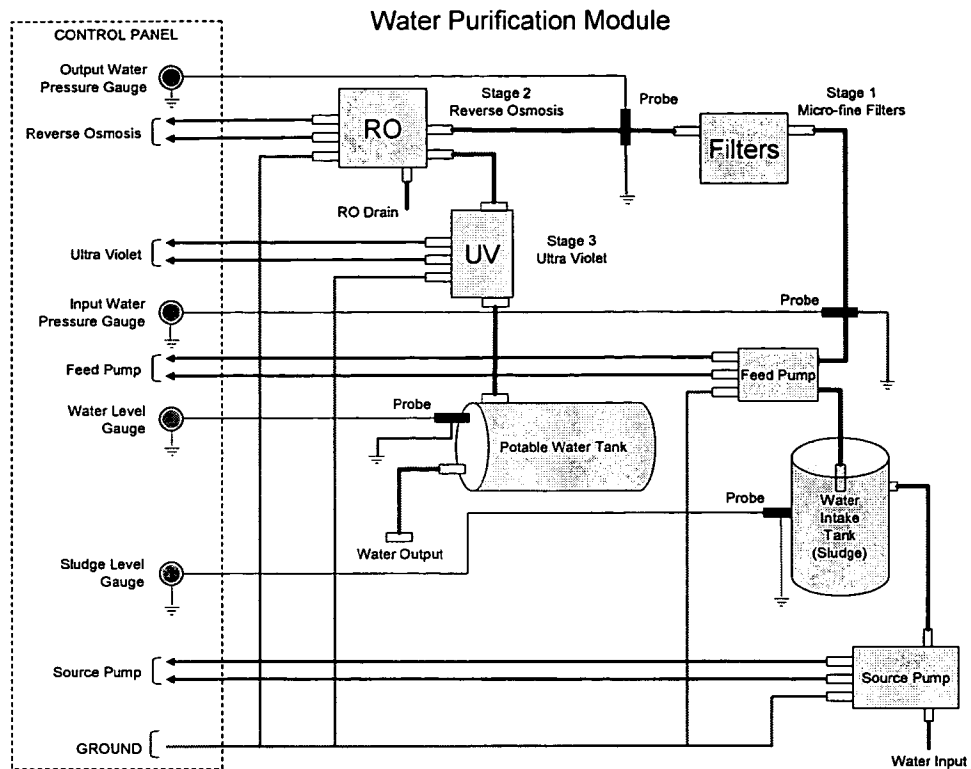 Water Purification Module
CONTROL PANEL
Output Water
Pressure Gauge
Stage 2
Reverse Osmosis
Probe
Stage 1
Micro-fine Filters
Reverse Osmosis
RO
Filters
RO Drain
Ultra Violet
UV
Stage 3
Ultra Violet
Input Water
Pressure Gauge
Probe
Feed Pump
Feed Pump
Water Level
Gauge
Probe
Potable Water Tank
Probe
Water
Intake
Tank
(Sludge)
Water Output
Sludge Level
Gauge
Source Pump
Source Pump
GROUND
Water Input